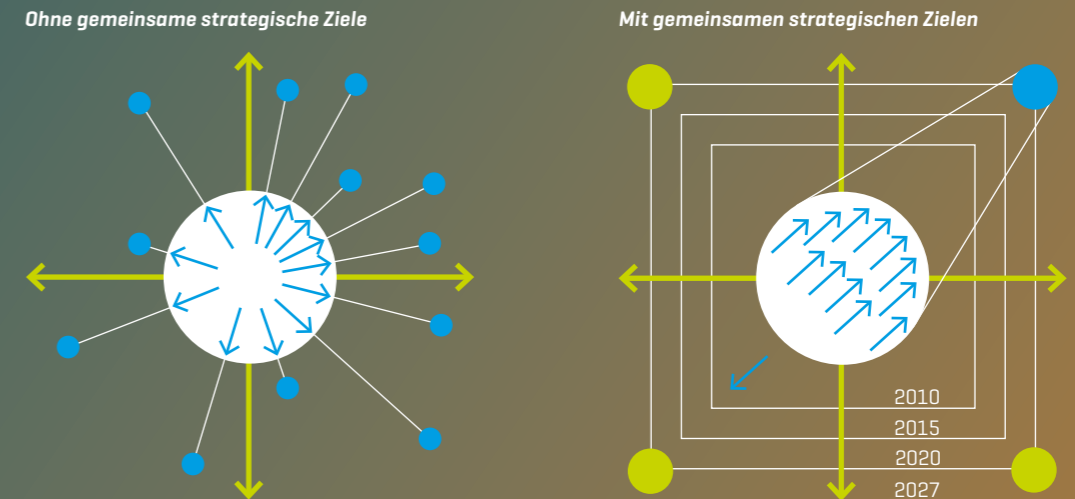 Ohne gemeinsame strategische Ziele
Mit gemeinsamen strategischen Zielen
2010
2015
2020
2027